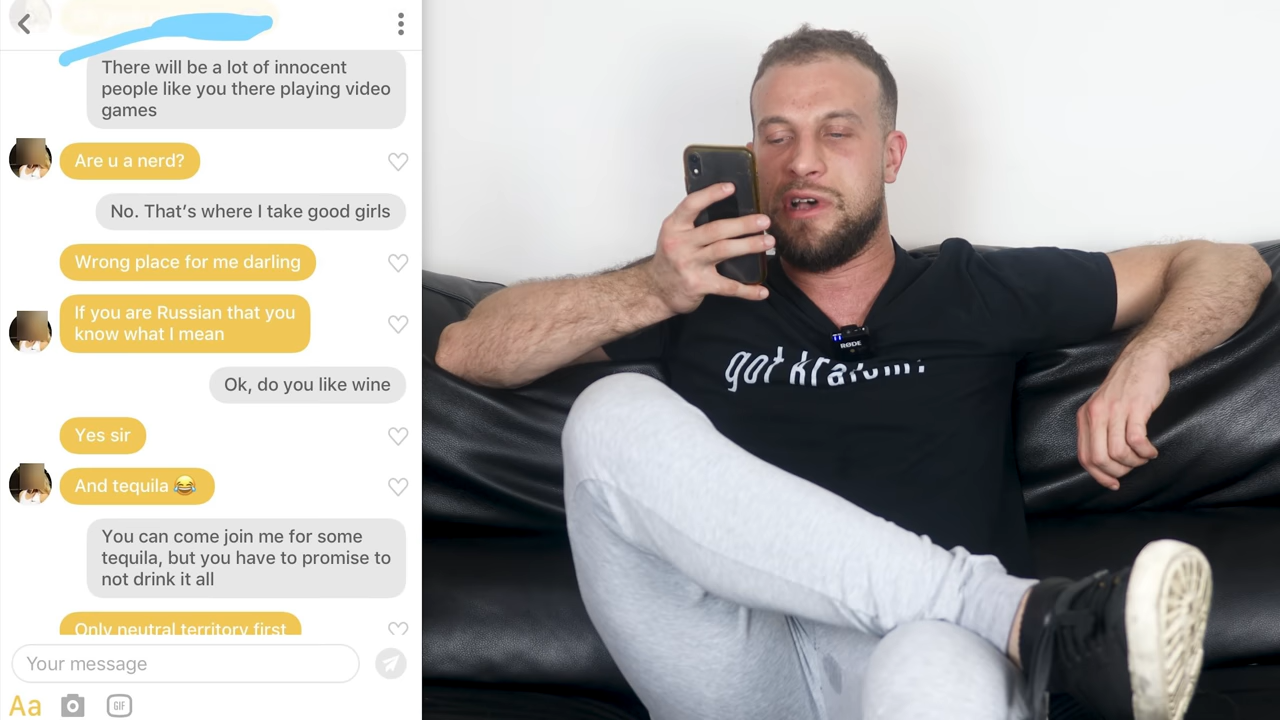 There will be a lot of innocent
people like you there playing video
games
Are u a nerd?
No. That’s where I take good girls
Wrong place for me darling
If you are Russian that you
know what I mean
Ok, do you like wine
Yes sir
And tequila 😂
You can come join me for some
tequila, but you have to promise to
not drink it all
Only neutral territory first
Your message
Aa
GIF
RØDE
got kratom?